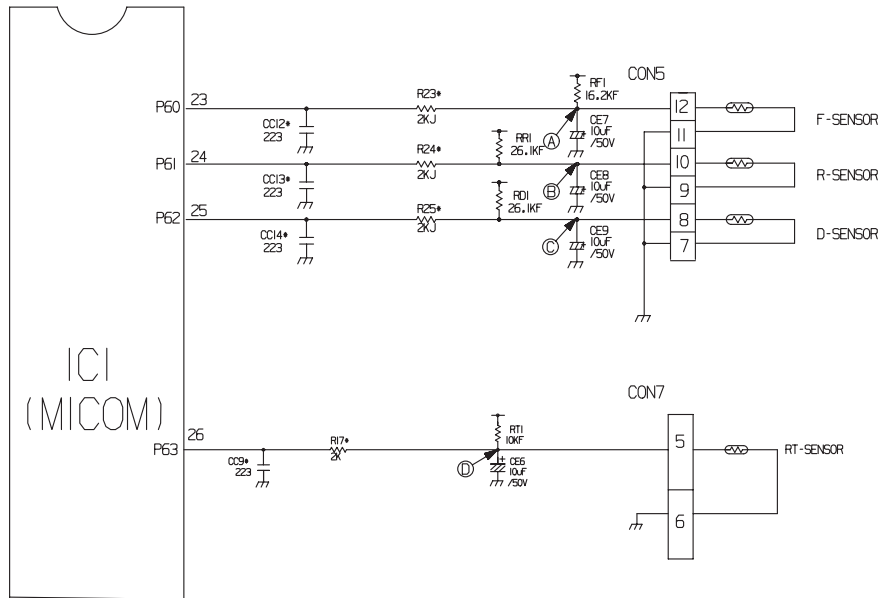 IC1
(MICOM)
P60
23
P61
24
P62
25
P63
26
CC12*
223
CC13*
223
CC14*
223
CC9*
223
R23*
2KJ
R24*
2KJ
R25*
2KJ
R17*
2K
RR1
26.1KF
RD1
26.1KF
RF1
16.2KF
RT1
10KF
A
B
C
D
CE7
10uF
/50V
CE8
10uF
/50V
CE9
10uF
/50V
CE6
10uF
/50V
CON5
12
11
10
9
8
7
F-SENSOR
R-SENSOR
D-SENSOR
CON7
5
6
RT-SENSOR